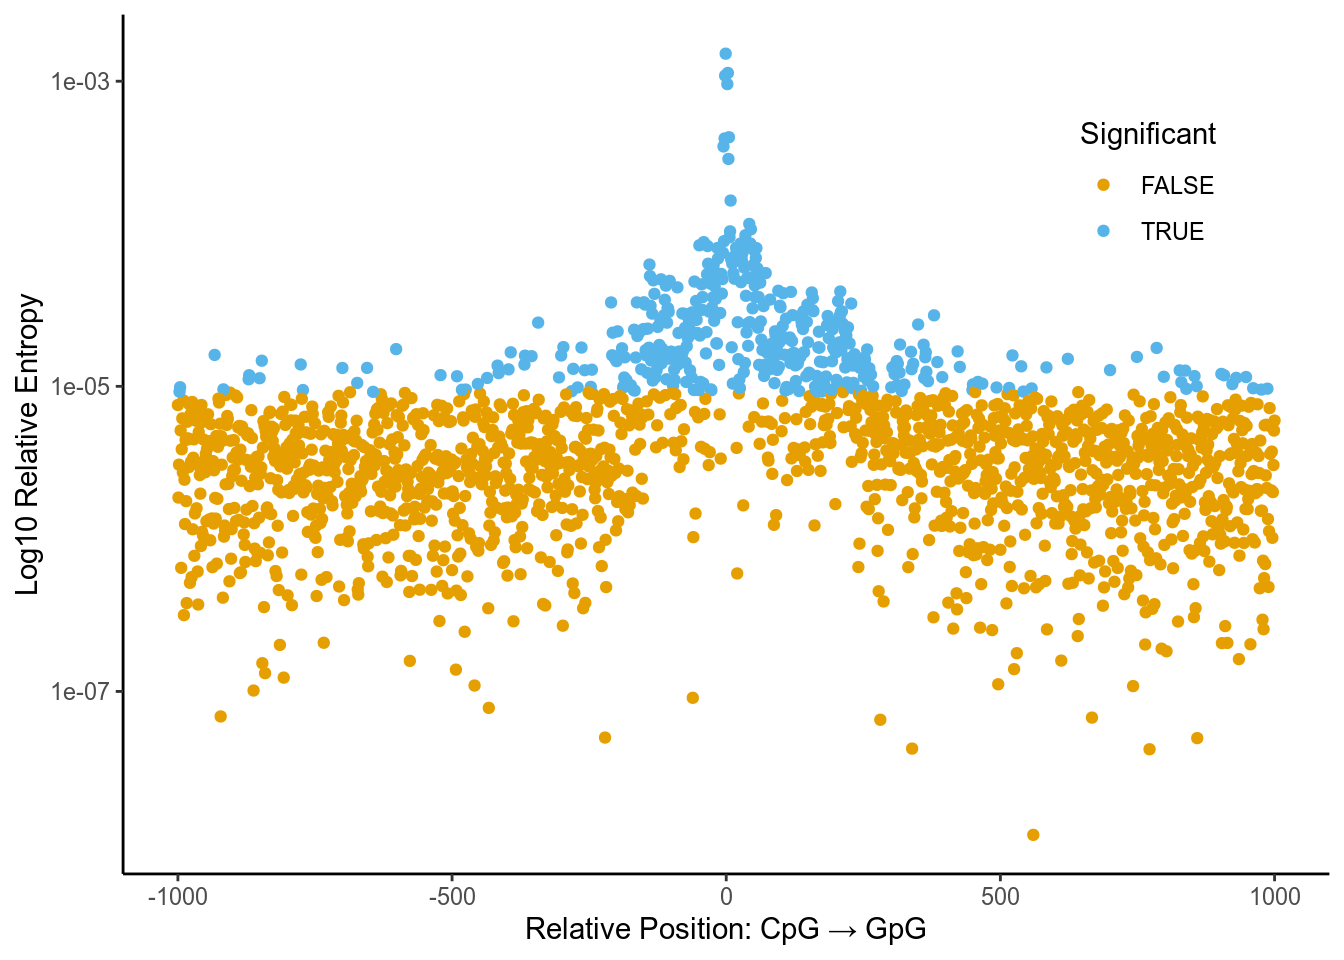 Log10 Relative Entropy
1e-03
1e-05
1e-07
Significant
FALSE
TRUE
-1000
-500
0
500
1000
Relative Position: CpG → GpG